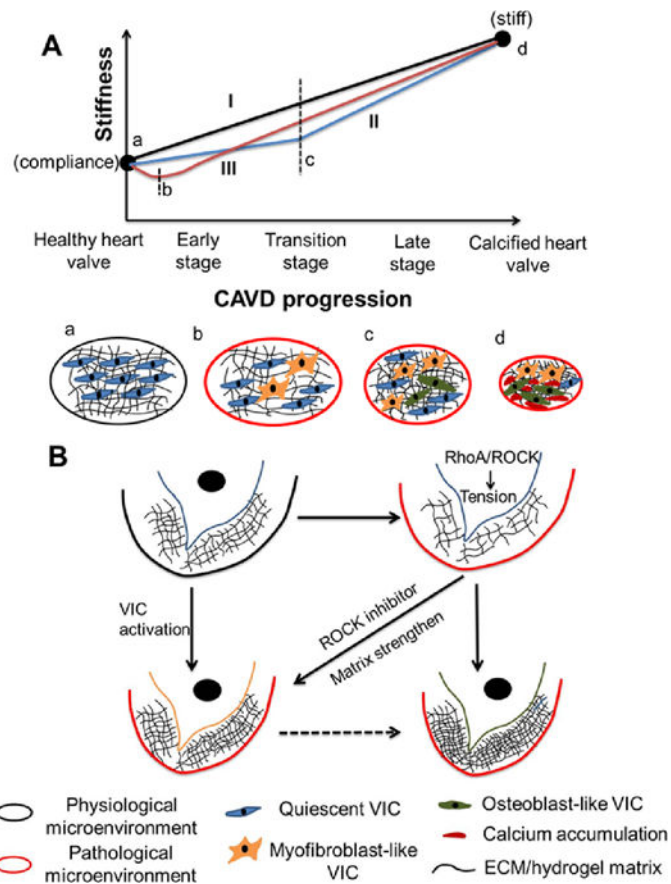 A
Stiffness
(stiff)
d
I
II
III
a
(compliance)
b
c
Healthy heart
valve
Early
stage
Transition
stage
Late
stage
Calcified heart
valve
CAVD progression
a
b
c
d
B
RhoA/ROCK
Tension
VIC
activation
ROCK inhibitor
Matrix strengthen
Physiological
microenvironment
Pathological
microenvironment
Quiescent VIC
Myofibroblast-like
VIC
Osteoblast-like VIC
Calcium accumulation
ECM/hydrogel matrix